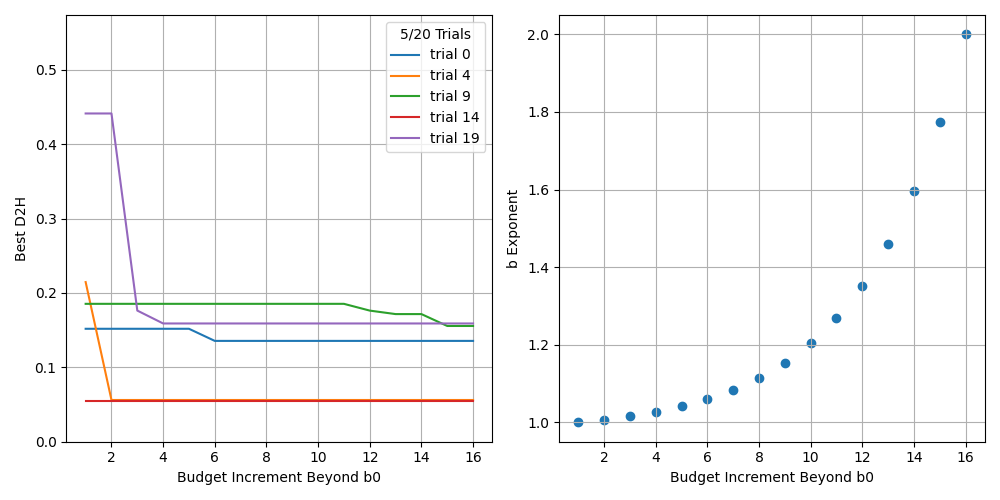 5/20 Trials
trial 0
trial 4
trial 9
trial 14
trial 19
Best D2H
0.5
0.4
0.3
0.2
0.1
0.0
2 4 6 8 10 12 14 16
Budget Increment Beyond b0
b Exponent
2.0
1.8
1.6
1.4
1.2
1.0
2 4 6 8 10 12 14 16
Budget Increment Beyond b0